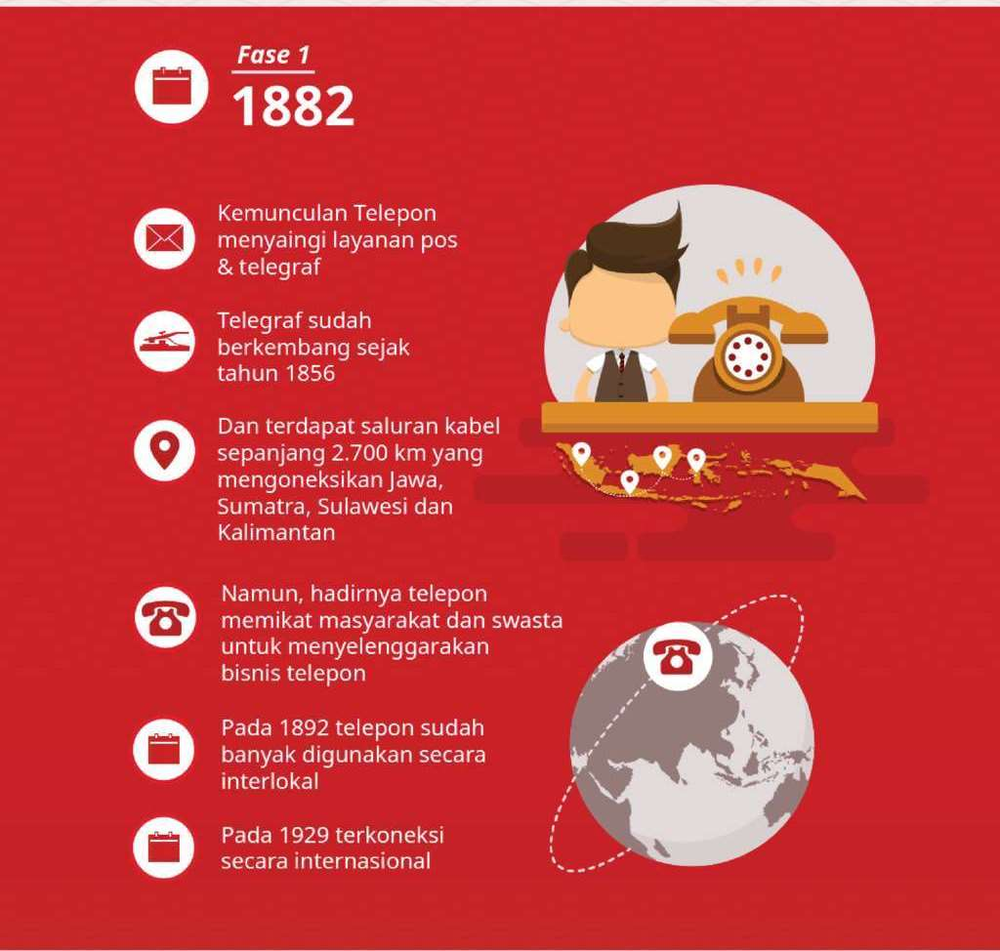 Fase 1
1882
Kemunculan Telepon
menyaingi layanan pos
& telegraf
Telegraf sudah
berkembang sejak
tahun 1856
Dan terdapat saluran kabel
sepanjang 2.700 km yang
mengoneksikan Jawa,
Sumatra, Sulawesi dan
Kalimantan
Namun, hadirnya telepon
memikat masyarakat dan swasta
untuk menyelenggarakan
bisnis telepon
Pada 1892 telepon sudah
banyak digunakan secara
interlokal
Pada 1929 terkoneksi
secara internasional